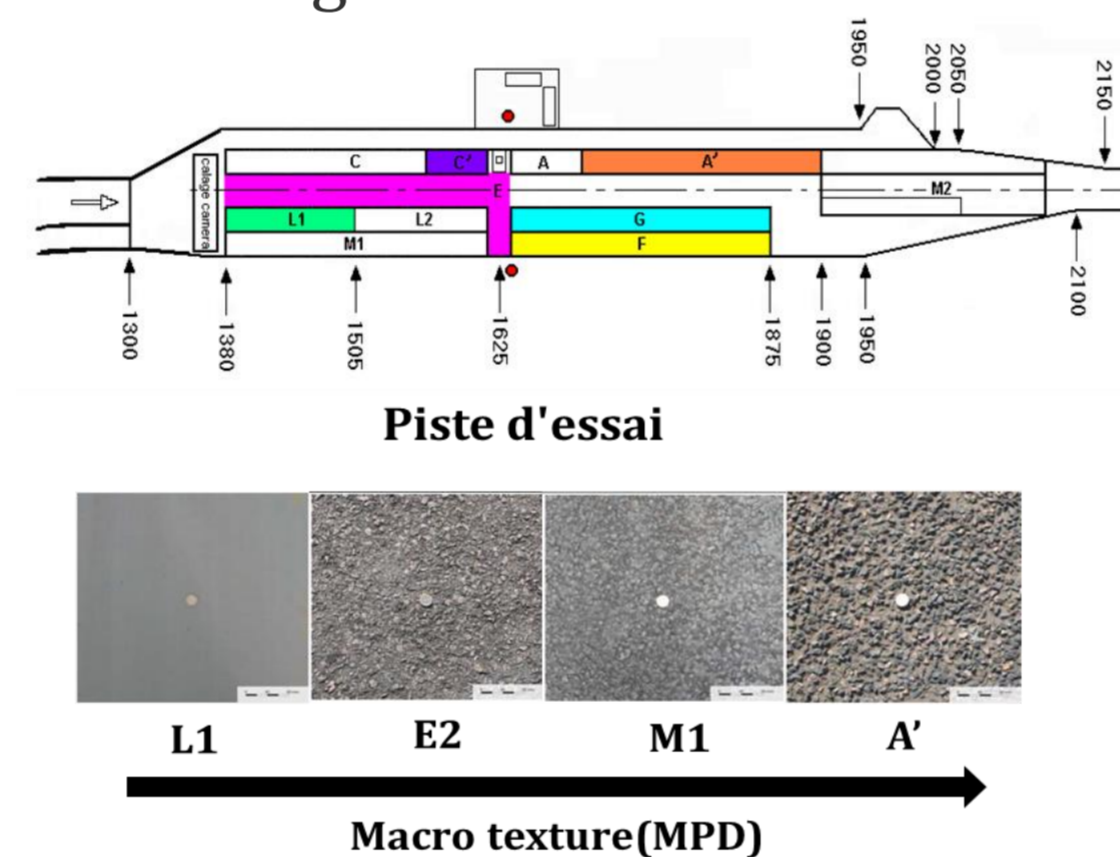 1950
2000
2050
2150
C
C'
A
A'
calage camera
E
M2
L1
L2
G
M1
F
1300
1380
1505
1625
1875
1900
1950
2100
Piste d'essai
L1
E2
M1
A'
Macro texture(MPD)